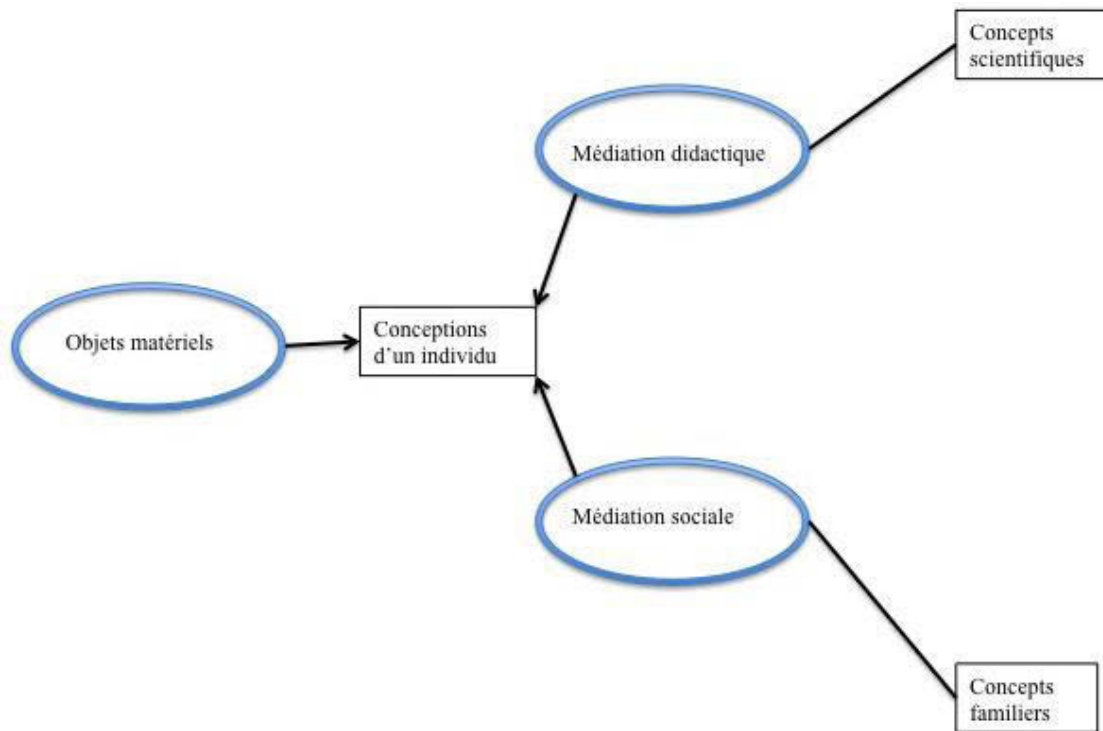 Concepts
scientifiques
Médiation didactique
Objets matériels
Conceptions
d’un individu
Médiation sociale
Concepts
familiers